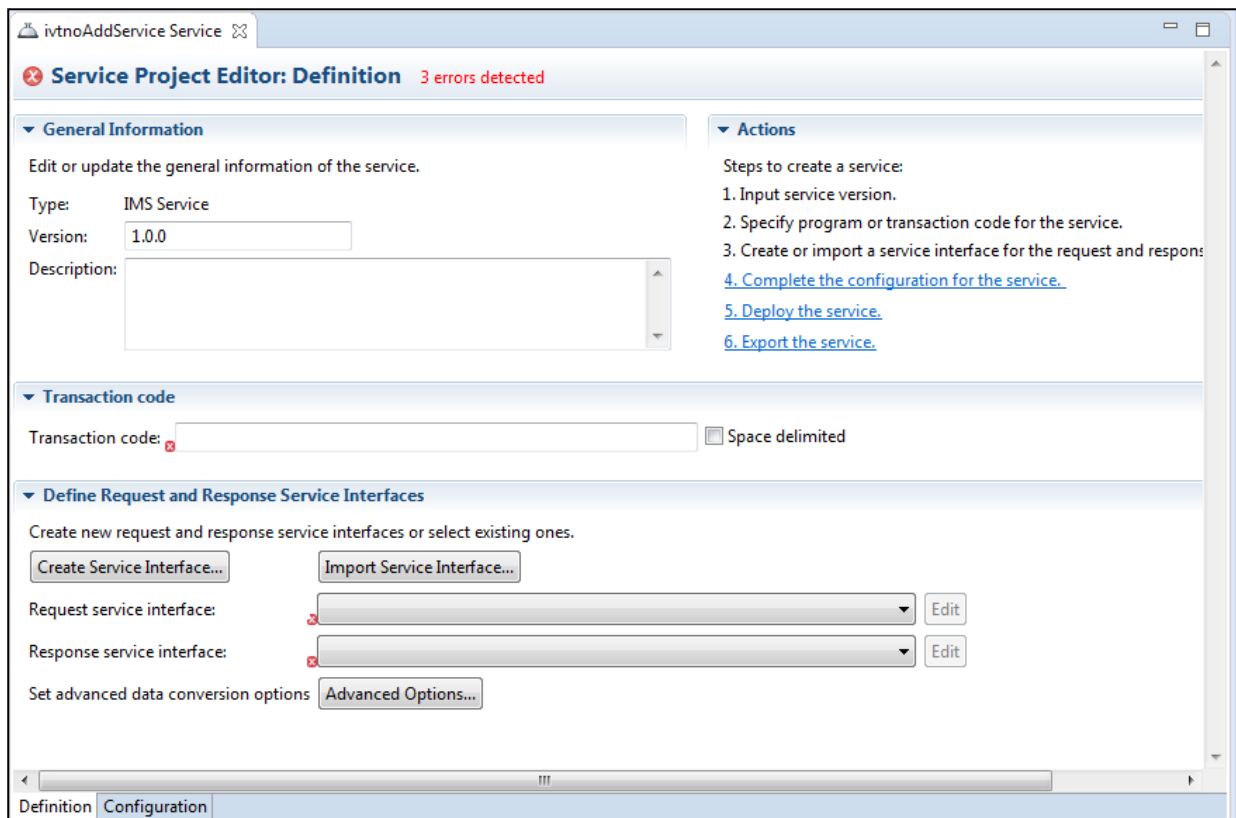 ivtnoAddService Service
Service Project Editor: Definition 3 errors detected
General Information
Edit or update the general information of the service.
Type: IMS Service
Version: 1.0.0
Description:
Actions
Steps to create a service:
1. Input service version.
2. Specify program or transaction code for the service.
3. Create or import a service interface for the request and respons
4. Complete the configuration for the service.
5. Deploy the service.
6. Export the service.
Transaction code
Transaction code: Space delimited
Define Request and Response Service Interfaces
Create new request and response service interfaces or select existing ones.
Create Service Interface... Import Service Interface...
Request service interface: Edit
Response service interface: Edit
Set advanced data conversion options Advanced Options...
Definition Configuration